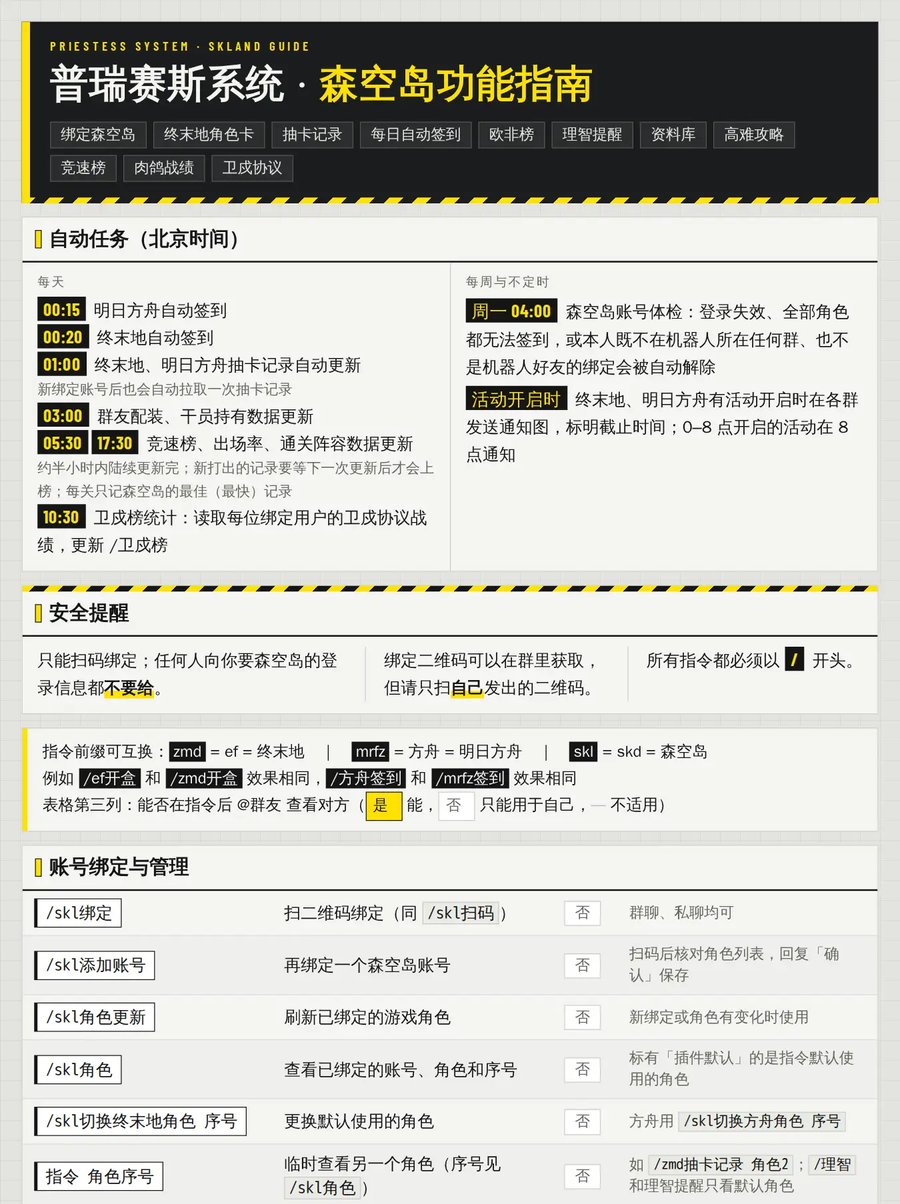 PRIESTESS SYSTEM · SKLAND GUIDE
普瑞赛斯系统 · 森空岛功能指南
绑定森空岛 终末地角色卡 抽卡记录 每日自动签到 欧非榜 理智提醒 资料库 高难攻略
竞速榜 肉鸽战绩 卫戍协议
自动任务（北京时间）
每天
00:15 明日方舟自动签到
00:20 终末地自动签到
01:00 终末地、明日方舟抽卡记录自动更新
新绑定账号后也会自动拉取一次抽卡记录
03:00 群友配装、干员持有数据更新
05:30 17:30 竞速榜、出场率、通关阵容数据更新
约半小时内陆续更新完；新打出的记录要等下一次更新后才会上
榜；每关只记森空岛的最佳（最快）记录
10:30 卫戍榜统计：读取每位绑定用户的卫戍协议战
绩，更新 /卫戍榜
每周与不定时
周一 04:00 森空岛账号体检：登录失效、全部角色
都无法签到，或本人既不在机器人所在任何群、也不
是机器人好友的绑定会被自动解除
活动开启时 终末地、明日方舟有活动开启时在各群
发送通知图，标明截止时间；0–8 点开启的活动在 8
点通知
安全提醒
只能扫码绑定；任何人向你要森空岛的登
录信息都不要给。
绑定二维码可以在群里获取，
但请只扫自己发出的二维码。
所有指令都必须以 / 开头。
指令前缀可互换：zmd = ef = 终末地 | mrfz = 方舟 = 明日方舟 | skl = skd = 森空岛
例如 /ef开盒 和 /zmd开盒 效果相同，/方舟签到 和 /mrfz签到 效果相同
表格第三列：能否在指令后 @群友 查看对方（是 能，否 只能用于自己，— 不适用）
账号绑定与管理
/skl绑定 扫二维码绑定（同 /skl扫码） 否 群聊、私聊均可
/skl添加账号 再绑定一个森空岛账号 否 扫码后核对角色列表，回复「确
认」保存
/skl角色更新 刷新已绑定的游戏角色 否 新绑定或角色有变化时使用
/skl角色 查看已绑定的账号、角色和序号 否 标有「插件默认」的是指令默认使
用的角色
/skl切换终末地角色 序号 更换默认使用的角色 否 方舟用 /skl切换方舟角色 序号
指令 角色序号 临时查看另一个角色（序号见
/skl角色） 否 如 /zmd抽卡记录 角色2；/理智
和理智提醒只看默认角色